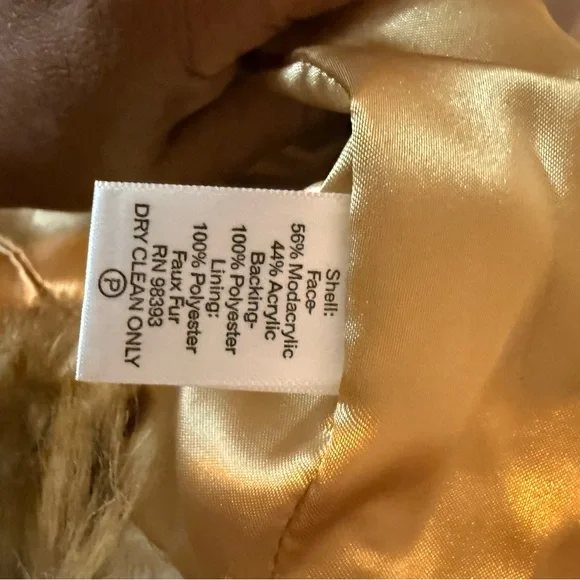 Shell:
Face-
56% Modacrylic
44% Acrylic
Backing-
100% Polyester
Lining:
100% Polyester
Faux Fur
RN 98393
DRY CLEAN ONLY
P